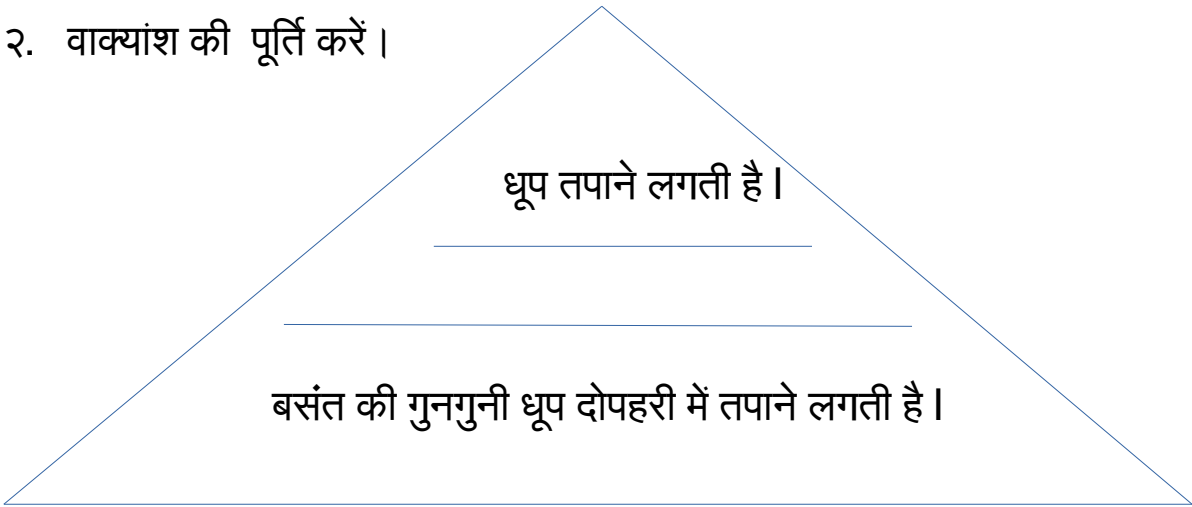 २. वाक्यांश की पूर्ति करें।
धूप तपाने लगती है l
बसंत की गुनगुनी धूप दोपहरी में तपाने लगती है l